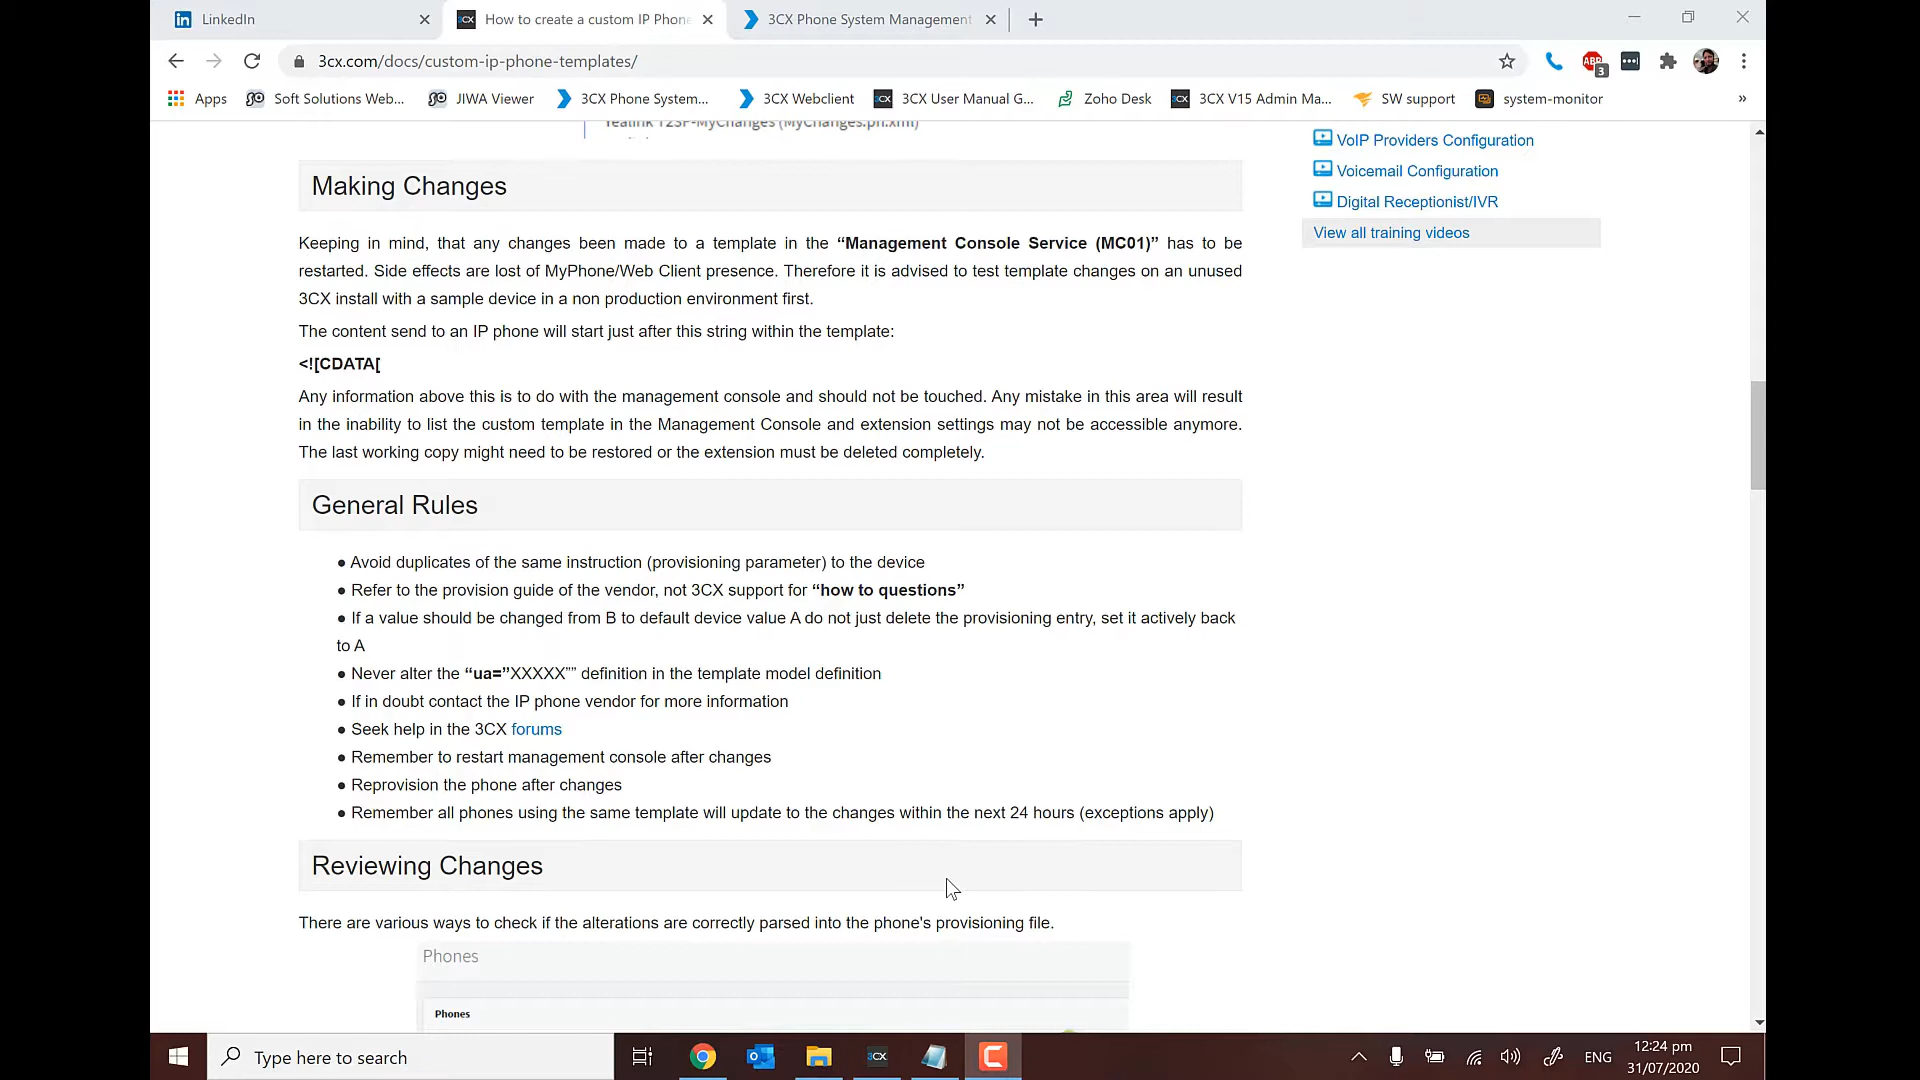 LinkedIn
How to create a custom IP Phone
3CX Phone System Management
3cx.com/docs/custom-ip-phone-templates/
ABP
3
Apps
Soft Solutions Web...
JIWA Viewer
3CX Phone System...
3CX Webclient
3CX User Manual G...
Zoho Desk
3CX V15 Admin Ma...
SW support
system-monitor
»
Yealink T23P-MyChanges (MyChanges.ph.xml)
VoIP Providers Configuration
Voicemail Configuration
Digital Receptionist/IVR
View all training videos
Making Changes
Keeping in mind, that any changes been made to a template in the “Management Console Service (MC01)” has to be
restarted. Side effects are lost of MyPhone/Web Client presence. Therefore it is advised to test template changes on an unused
3CX install with a sample device in a non production environment first.
The content send to an IP phone will start just after this string within the template:
<![CDATA[
Any information above this is to do with the management console and should not be touched. Any mistake in this area will result
in the inability to list the custom template in the Management Console and extension settings may not be accessible anymore.
The last working copy might need to be restored or the extension must be deleted completely.
General Rules
● Avoid duplicates of the same instruction (provisioning parameter) to the device
● Refer to the provision guide of the vendor, not 3CX support for “how to questions”
● If a value should be changed from B to default device value A do not just delete the provisioning entry, set it actively back
to A
● Never alter the “ua=”XXXXX”” definition in the template model definition
● If in doubt contact the IP phone vendor for more information
● Seek help in the 3CX forums
● Remember to restart management console after changes
● Reprovision the phone after changes
● Remember all phones using the same template will update to the changes within the next 24 hours (exceptions apply)
Reviewing Changes
There are various ways to check if the alterations are correctly parsed into the phone's provisioning file.
Phones
Phones
Type here to search
3CX
ENG
12:24 pm
31/07/2020